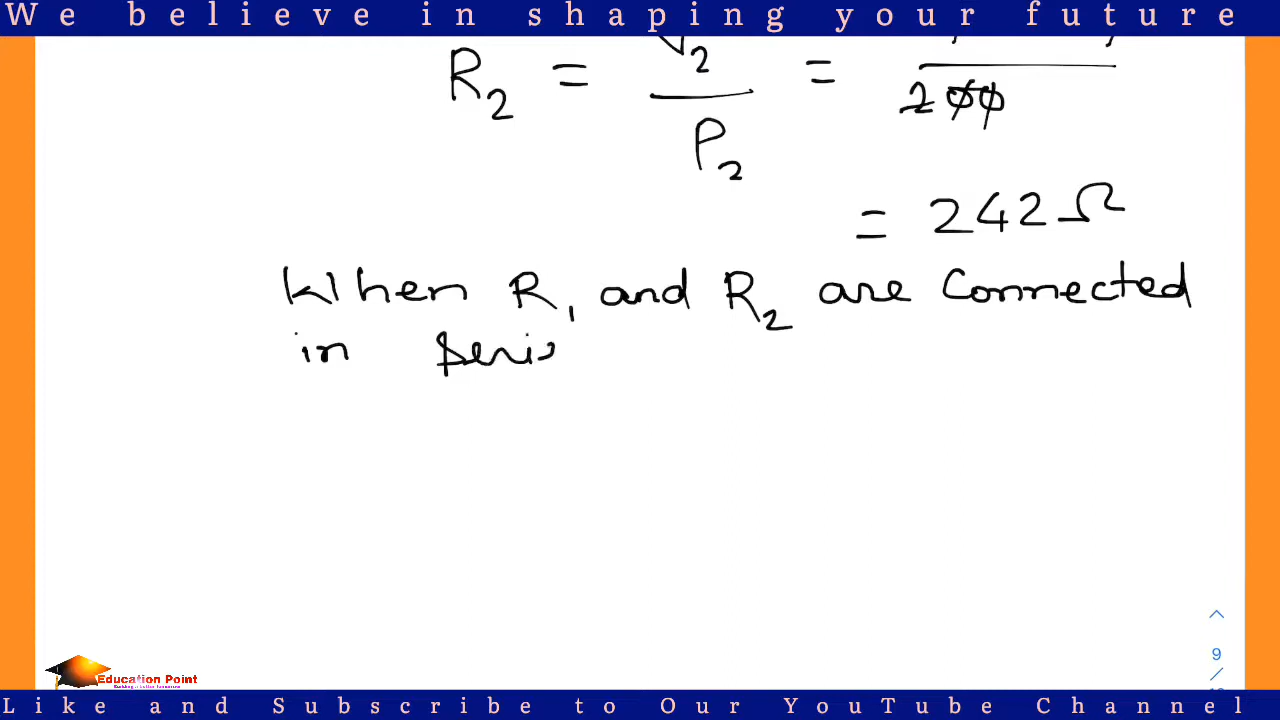 We believe in shaping your future
R₂ = V₂ / P₂ = / 200
= 242 Ω
When R₁ and R₂ are Connected
in Seris
9
/
Education Point
Like and Subscribe to Our YouTube Channel